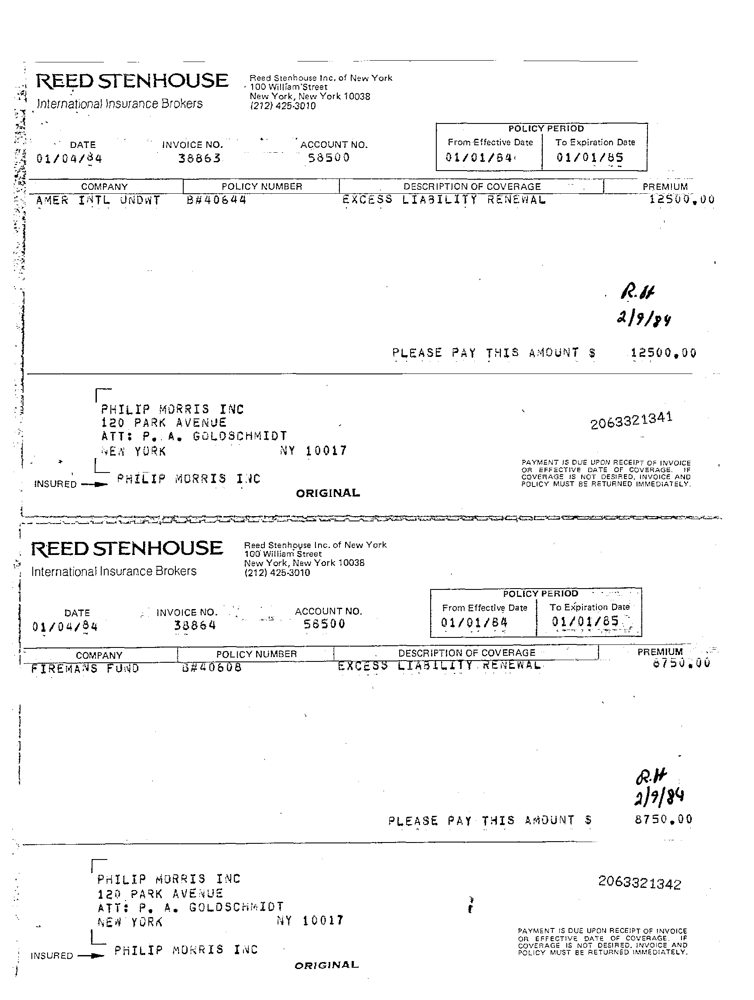 REED STENHOUSE
International Insurance Brokers
Reed Stenhouse Inc. of New York
100 William Street
New York, New York 10038
(212) 425-3010
POLICY PERIOD
DATE INVOICE NO. ACCOUNT NO. From Effective Date To Expiration Date
01/04/84 38863 58500 01/01/84 01/01/85
COMPANY POLICY NUMBER DESCRIPTION OF COVERAGE PREMIUM
AMER INTL UNDWT B#40644 EXCESS LIABILITY RENEWAL 12500.00
R.H
2/9/84
PLEASE PAY THIS AMOUNT $ 12500.00
PHILIP MORRIS INC
120 PARK AVENUE
ATT: P. A. GOLDSCHMIDT
NEW YORK NY 10017
2063321341
INSURED PHILIP MORRIS INC
ORIGINAL
PAYMENT IS DUE UPON RECEIPT OF INVOICE
OR EFFECTIVE DATE OF COVERAGE. IF
COVERAGE IS NOT DESIRED, INVOICE AND
POLICY MUST BE RETURNED IMMEDIATELY.
REED STENHOUSE
International Insurance Brokers
Reed Stenhouse Inc. of New York
100 William Street
New York, New York 10038
(212) 425-3010
POLICY PERIOD
DATE INVOICE NO. ACCOUNT NO. From Effective Date To Expiration Date
01/04/84 38864 58500 01/01/84 01/01/85
COMPANY POLICY NUMBER DESCRIPTION OF COVERAGE PREMIUM
FIREMANS FUND B#40608 EXCESS LIABILITY RENEWAL 8750.00
R.H
2/9/84
PLEASE PAY THIS AMOUNT $ 8750.00
PHILIP MORRIS INC
120 PARK AVENUE
ATT: P. A. GOLDSCHMIDT
NEW YORK NY 10017
2063321342
INSURED PHILIP MORRIS INC
ORIGINAL
PAYMENT IS DUE UPON RECEIPT OF INVOICE
OR EFFECTIVE DATE OF COVERAGE. IF
COVERAGE IS NOT DESIRED, INVOICE AND
POLICY MUST BE RETURNED IMMEDIATELY.